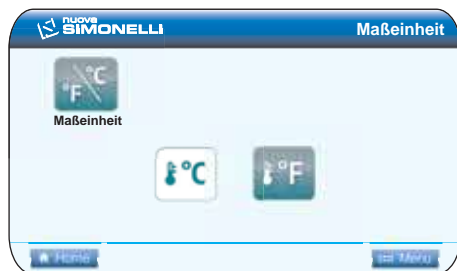 nuova
SIMONELLI
Maßeinheit
°F °C
Maßeinheit
°C °F
Home Menu